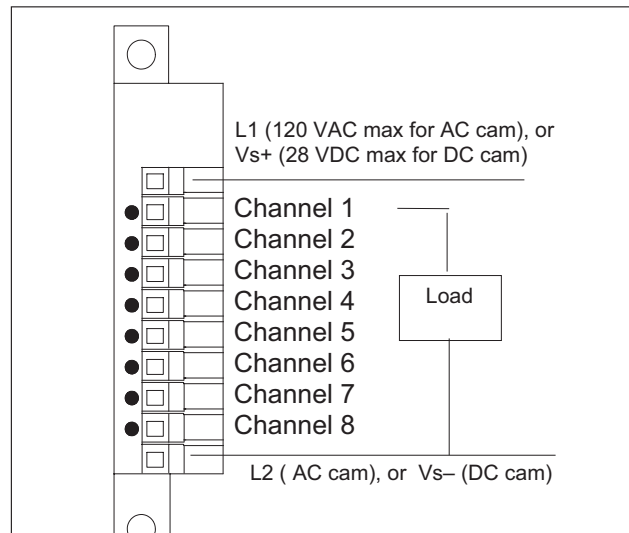 L1 (120 VAC max for AC cam), or
Vs+ (28 VDC max for DC cam)
Channel 1
Channel 2
Channel 3
Load
Channel 4
Channel 5
Channel 6
Channel 7
Channel 8
L2 ( AC cam), or Vs– (DC cam)